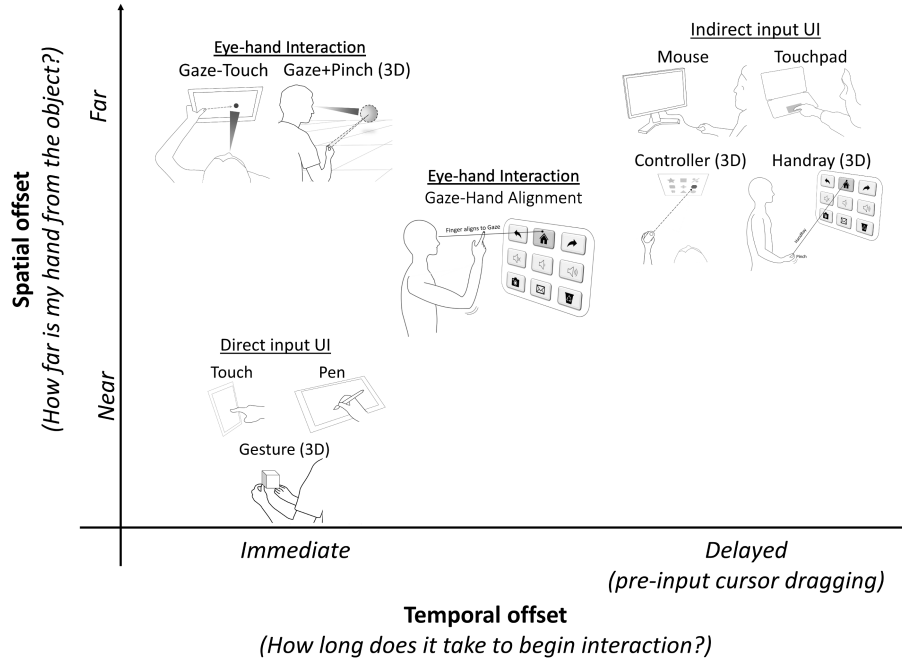 Spatial offset
(How far is my hand from the object?)
Far
Near
Eye-hand Interaction
Gaze-Touch
Gaze+Pinch (3D)
Indirect input UI
Mouse
Touchpad
Controller (3D)
Handray (3D)
HandRay
Pinch
Eye-hand Interaction
Gaze-Hand Alignment
Finger aligns to Gaze
Direct input UI
Touch
Pen
Gesture (3D)
Immediate
Delayed
(pre-input cursor dragging)
Temporal offset
(How long does it take to begin interaction?)